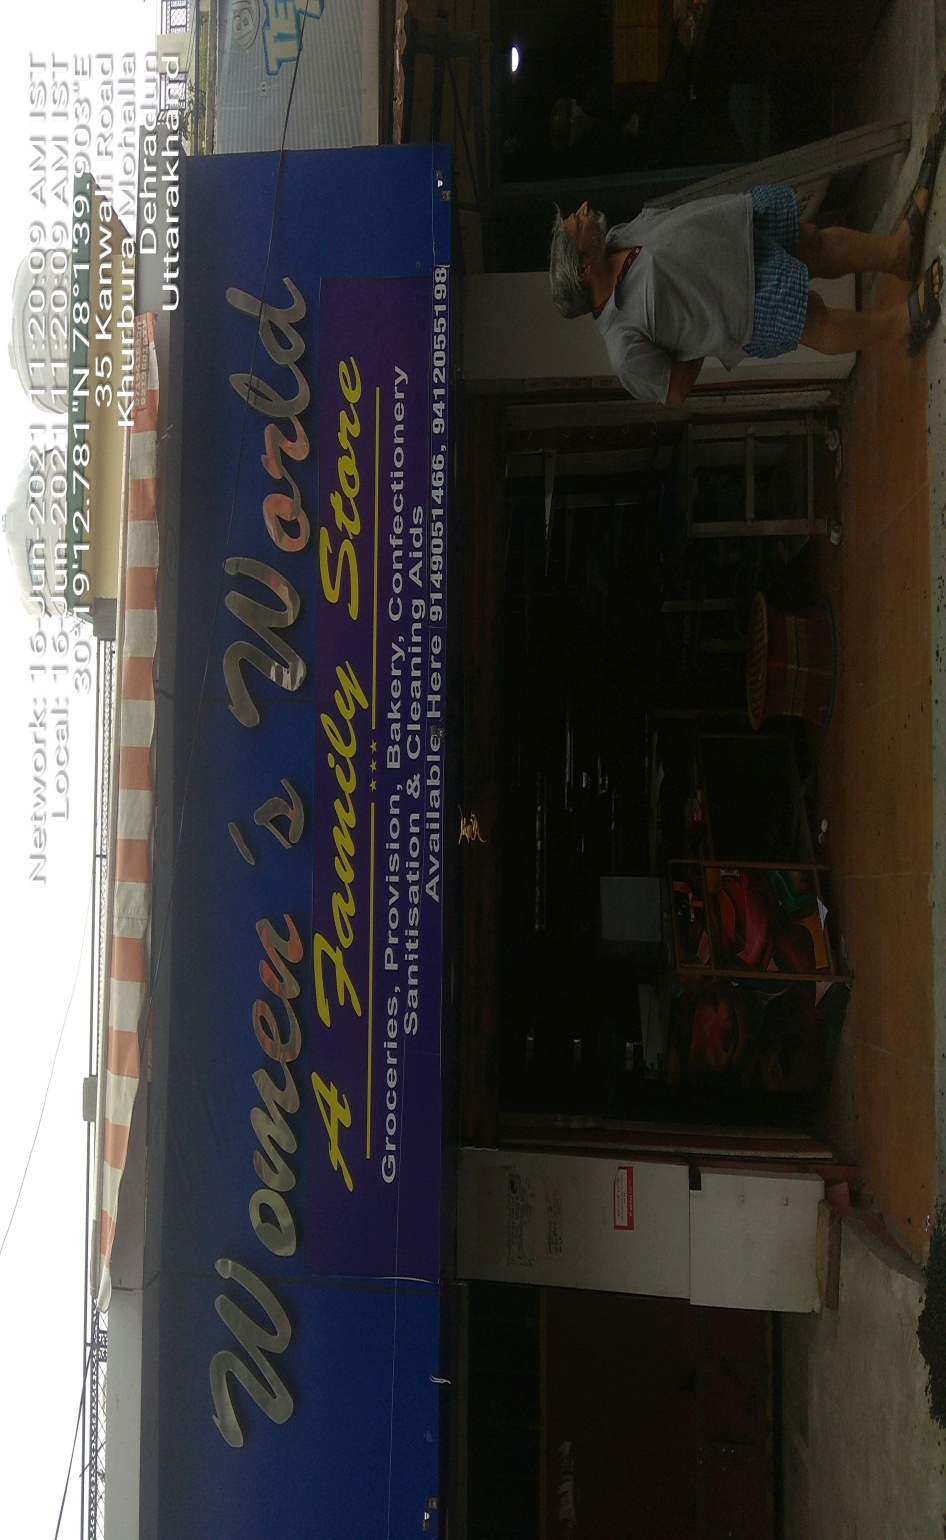 Network: 16-Jun-2021 11:20:09 AM IST
Local: 16-Jun-2021 11:20:09 AM IST
30°19'12.781"N 78°1'39.903"E
35 Kanwali Road
Khurbura Mohalla
Dehradun
Uttarakhand
Women's World
A Family Store
Groceries, Provision, Bakery, Confectionery
Sanitisation & Cleaning Aids
Available Here 9149051466, 9412055198